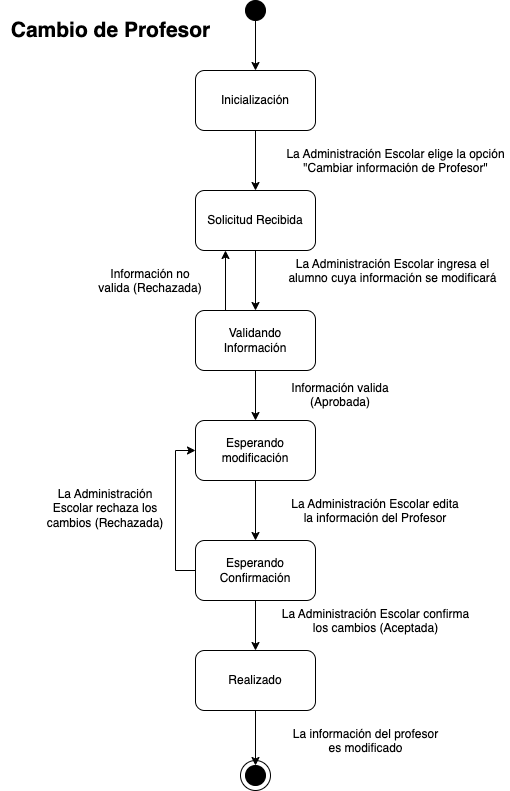 Cambio de Profesor
Inicialización
La Administración Escolar elige la opción
"Cambiar información de Profesor"
Solicitud Recibida
Información no
valida (Rechazada)
La Administración Escolar ingresa el
alumno cuya información se modificará
Validando
Información
Información valida
(Aprobada)
Esperando
modificación
La Administración
Escolar rechaza los
cambios (Rechazada)
La Administración Escolar edita
la información del Profesor
Esperando
Confirmación
La Administración Escolar confirma
los cambios (Aceptada)
Realizado
La información del profesor
es modificado